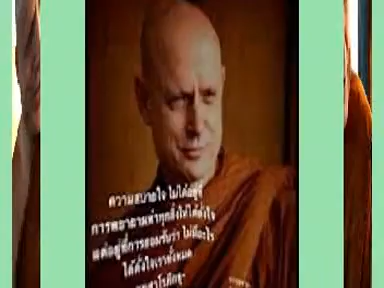 ความสบายใจ ไม่ได้อยู่ที่
การพยายามทำทุกสิ่งให้ได้ดั่งใจ
แต่อยู่ที่การยอมรับว่า ไม่มีอะไร
ได้ดั่งใจเราทั้งหมด